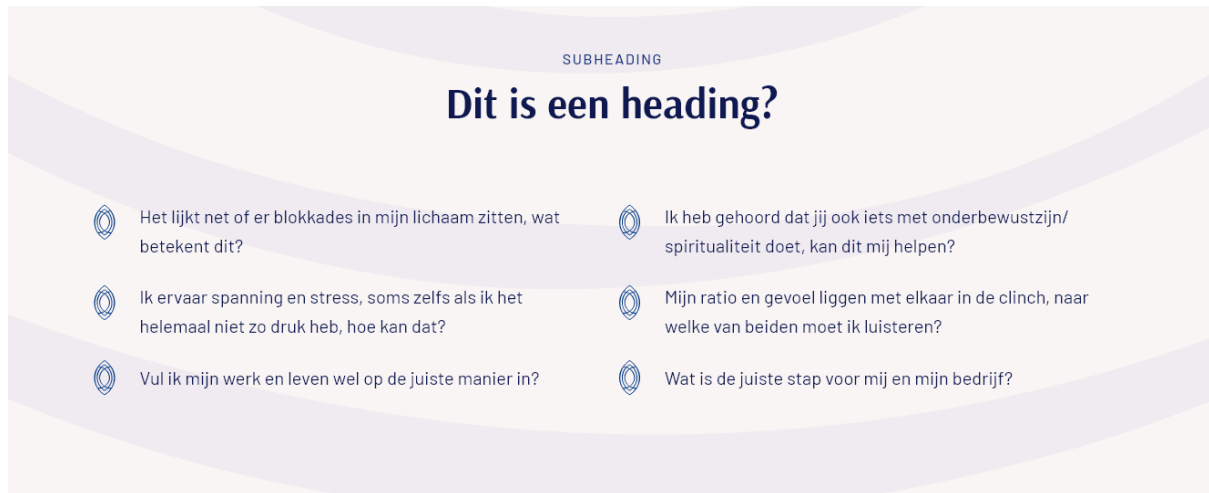 SUBHEADING
Dit is een heading?
Het lijkt net of er blokkades in mijn lichaam zitten, wat
betekent dit?
Ik ervaar spanning en stress, soms zelfs als ik het
helemaal niet zo druk heb, hoe kan dat?
Vul ik mijn werk en leven wel op de juiste manier in?
Ik heb gehoord dat jij ook iets met onderbewustzijn/
spiritualiteit doet, kan dit mij helpen?
Mijn ratio en gevoel liggen met elkaar in de clinch, naar
welke van beiden moet ik luisteren?
Wat is de juiste stap voor mij en mijn bedrijf?